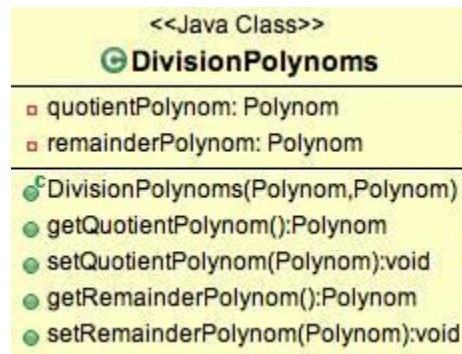 <<Java Class>>
DivisionPolynoms
quotientPolynom: Polynom
remainderPolynom: Polynom
DivisionPolynoms(Polynom,Polynom)
getQuotientPolynom():Polynom
setQuotientPolynom(Polynom):void
getRemainderPolynom():Polynom
setRemainderPolynom(Polynom):void